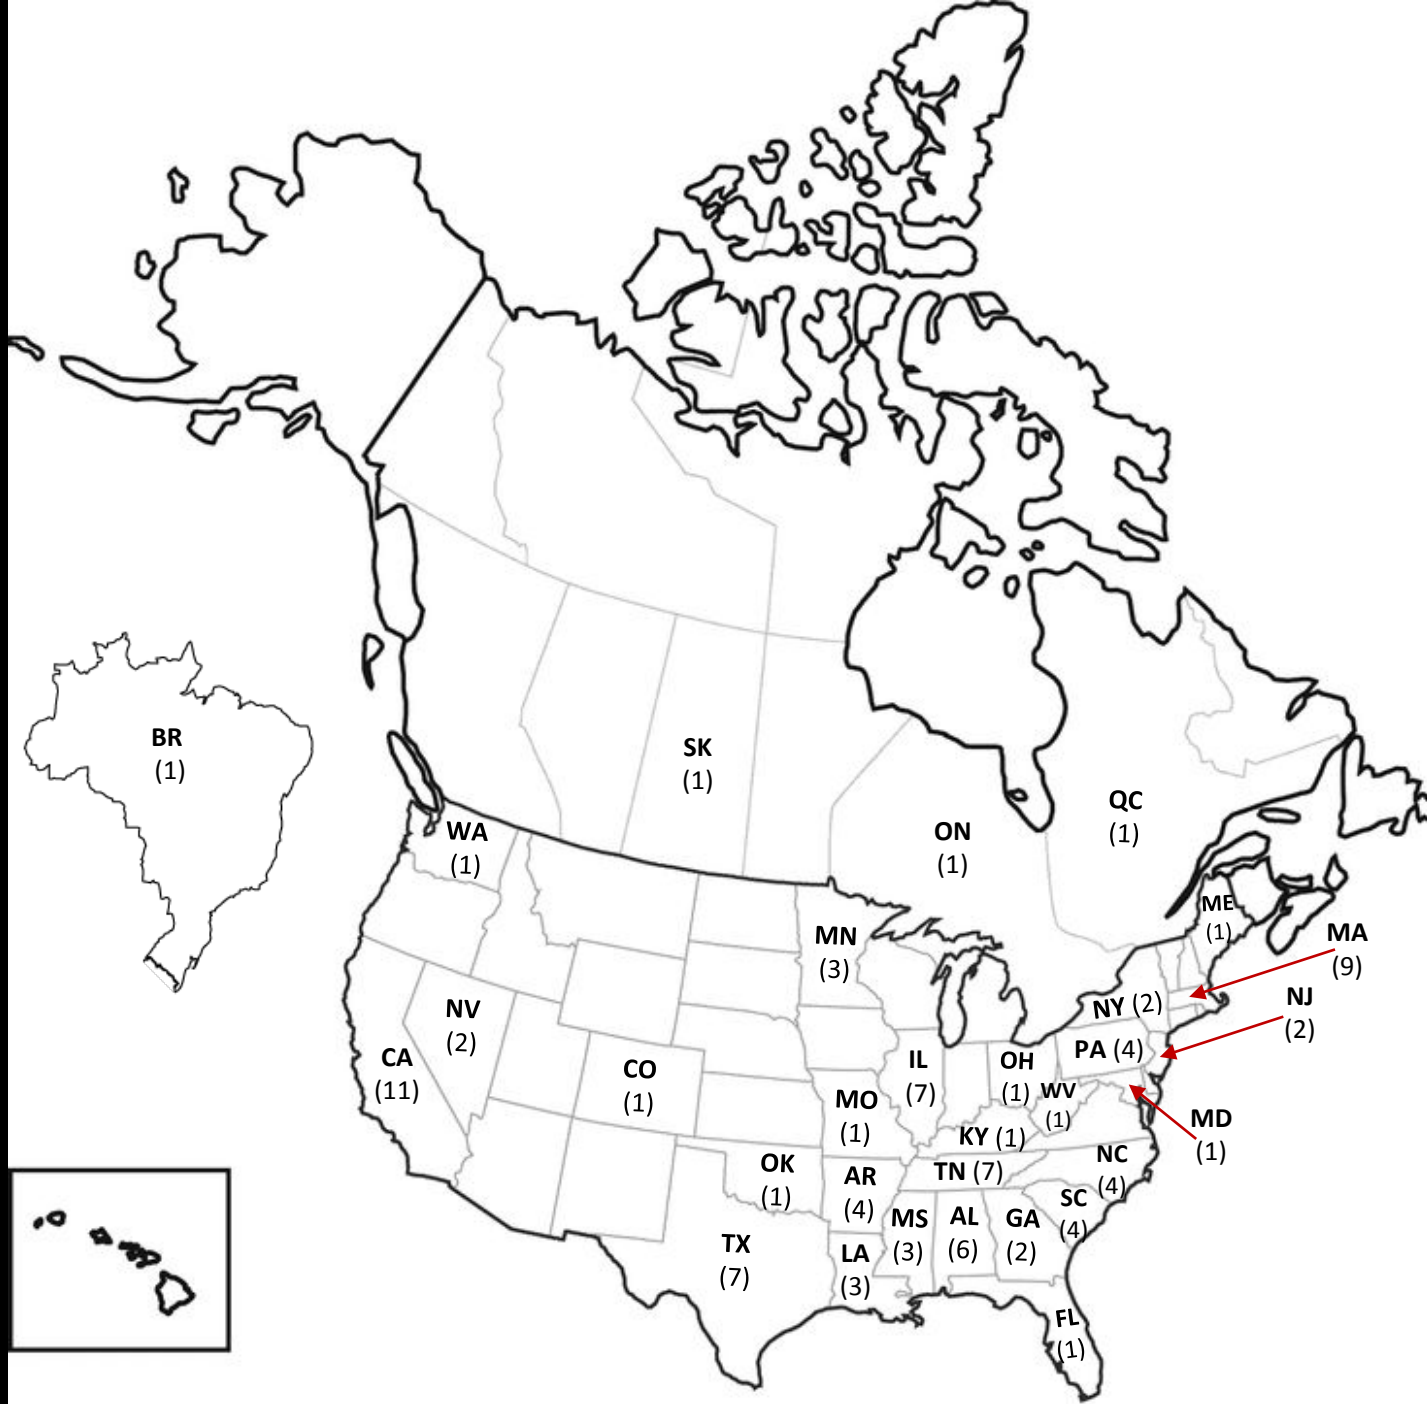 BR
(1)
SK
(1)
QC
(1)
ON
(1)
WA
(1)
ME
(1)
MN
(3)
MA
(9)
NY (2)
NJ
(2)
NV
(2)
PA (4)
CA
(11)
CO
(1)
IL
(7)
OH
(1)
WV
(1)
MO
(1)
MD
(1)
KY (1)
NC
(4)
OK
(1)
AR
(4)
TN (7)
SC
(4)
MS
(3)
AL
(6)
GA
(2)
TX
(7)
LA
(3)
FL
(1)